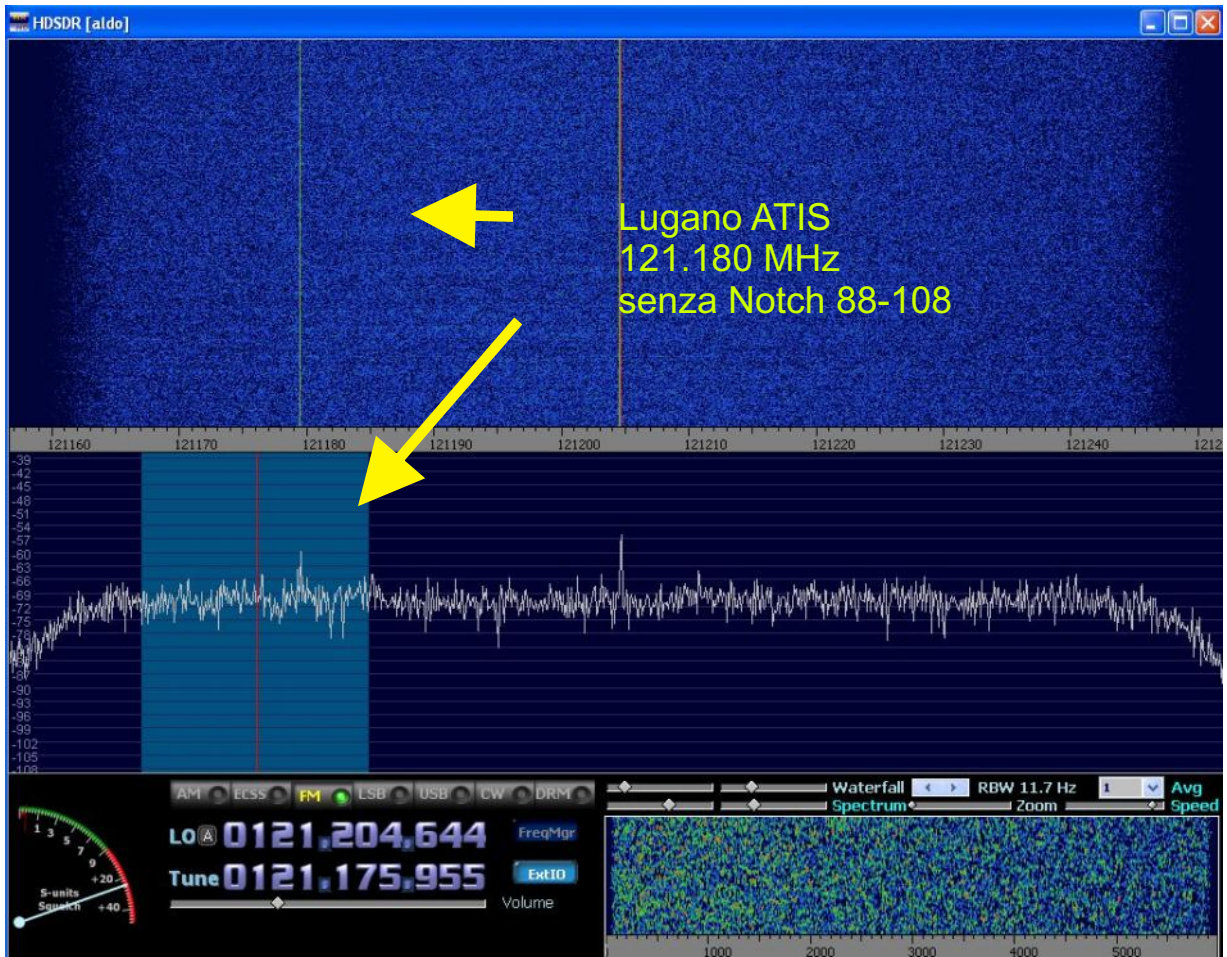 HDSDR [aldo]
Lugano ATIS
121.180 MHz
senza Notch 88-108
121160 121170 121180 121190 121200 121210 121220 121230 121240
-39
-42
-45
-48
-51
-54
-57
-60
-63
-66
-69
-72
-75
-78
-87
-90
-93
-96
-99
-102
-105
-108
AM ECSS FM LSB USB CW DRM
Waterfall RBW 11.7 Hz 1 Avg
Spectrum Zoom Speed
LO A 0121.204.644 FreqMgr
Tune 0121.175.955 ExtIO
Volume
1 3 5 7 9 +20 +40
S-units
Squelch
1000 2000 3000 4000 5000